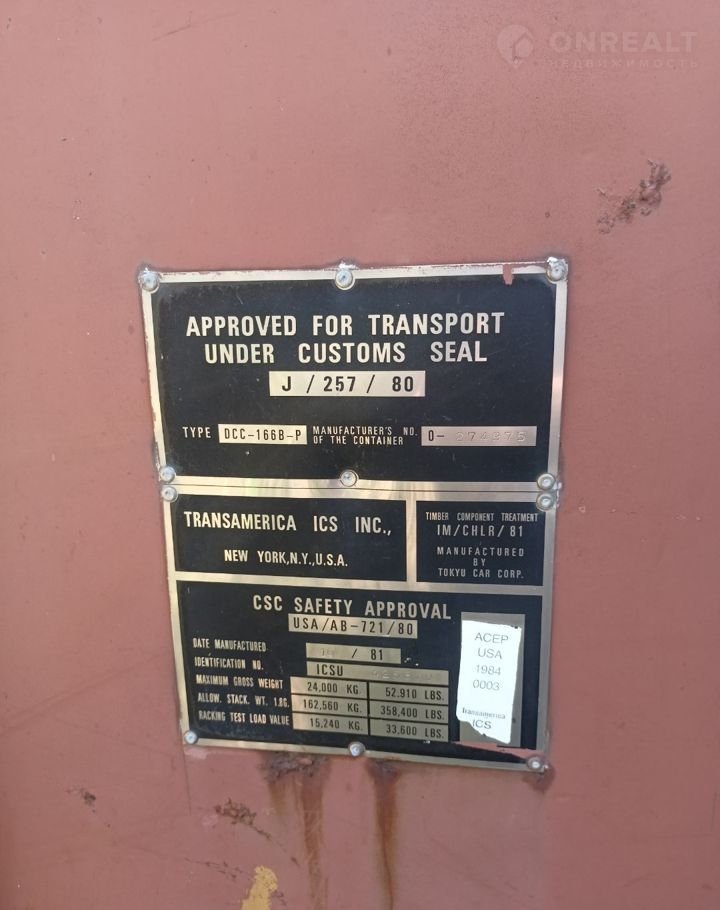 ONREALT
НЕДВИЖИМОСТЬ
APPROVED FOR TRANSPORT
UNDER CUSTOMS SEAL
J / 257 / 80
TYPE DCC-166B-P MANUFACTURER'S NO. OF THE CONTAINER 0-
TRANSAMERICA ICS INC.,
NEW YORK,N.Y.,U.S.A.
TIMBER COMPONENT TREATMENT
IM/CHLR/81
MANUFACTURED
BY
TOKYU CAR CORP.
CSC SAFETY APPROVAL
USA/AB-721/80
DATE MANUFACTURED / 81
IDENTIFICATION NO. ICSU
MAXIMUM GROSS WEIGHT 24,000 KG. 52,910 LBS.
ALLOW. STACK. WT. 1.8G. 162,560 KG. 358,400 LBS.
RACKING TEST LOAD VALUE 15,240 KG. 33,600 LBS.
ACEP
USA
1984
0003
Transamerica
ICS